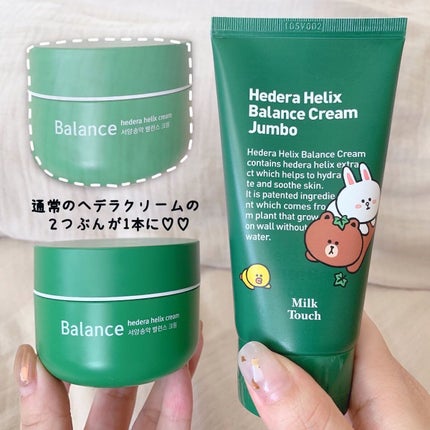 Balance
hedera helix cream
서양송악 밸런스 크림
通常のヘデラクリームの
2つぶんが1本に♡♡
Balance
hedera helix cream
서양송악 밸런스 크림
Hedera Helix
Balance Cream
Jumbo
Hedera Helix Balance Cream
contains hedera helix extra
ct which helps to hydra
te and soothe skin.
It is patented ingredie
nt which comes fro
m plant that grow
on wall without
water.
Milk
Touch